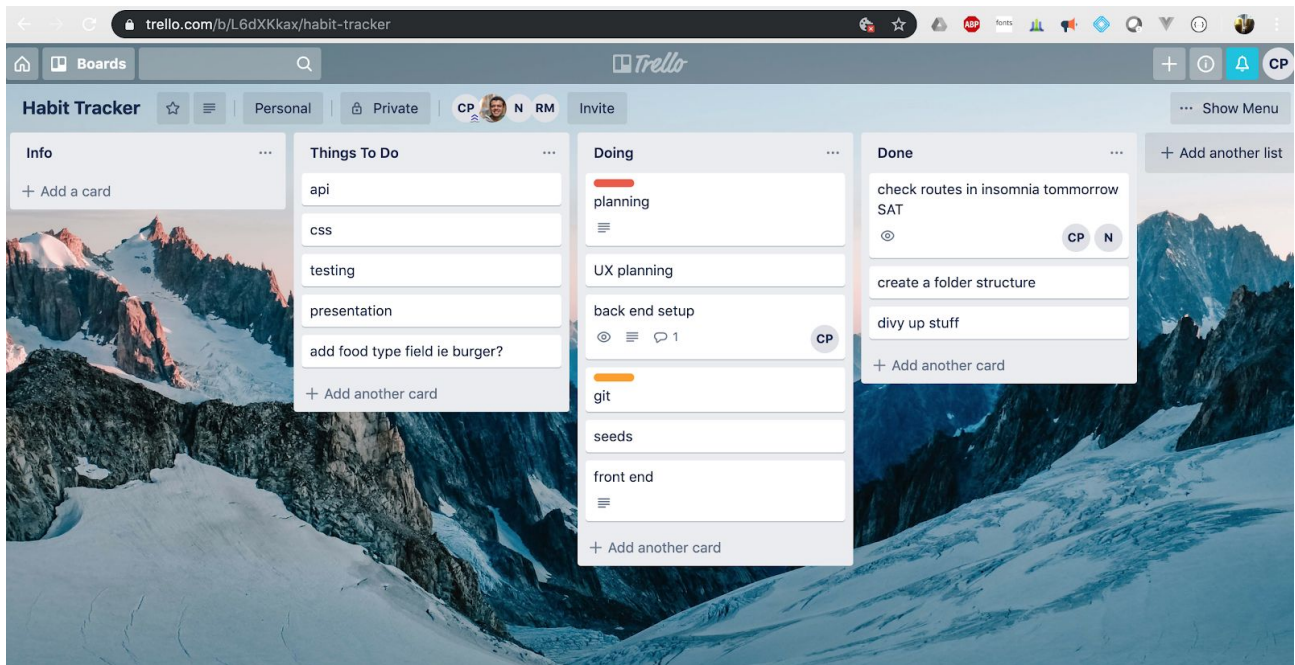 trello.com/b/L6dXKkax/habit-tracker
ABP
fonts
Boards
Trello
CP
Habit Tracker
Personal
Private
CP
N
RM
Invite
... Show Menu
Info
...
+ Add a card
Things To Do
...
api
css
testing
presentation
add food type field ie burger?
+ Add another card
Doing
...
planning
UX planning
back end setup
1
CP
git
seeds
front end
+ Add another card
Done
...
check routes in insomnia tommorrow
SAT
CP
N
create a folder structure
divy up stuff
+ Add another card
+ Add another list